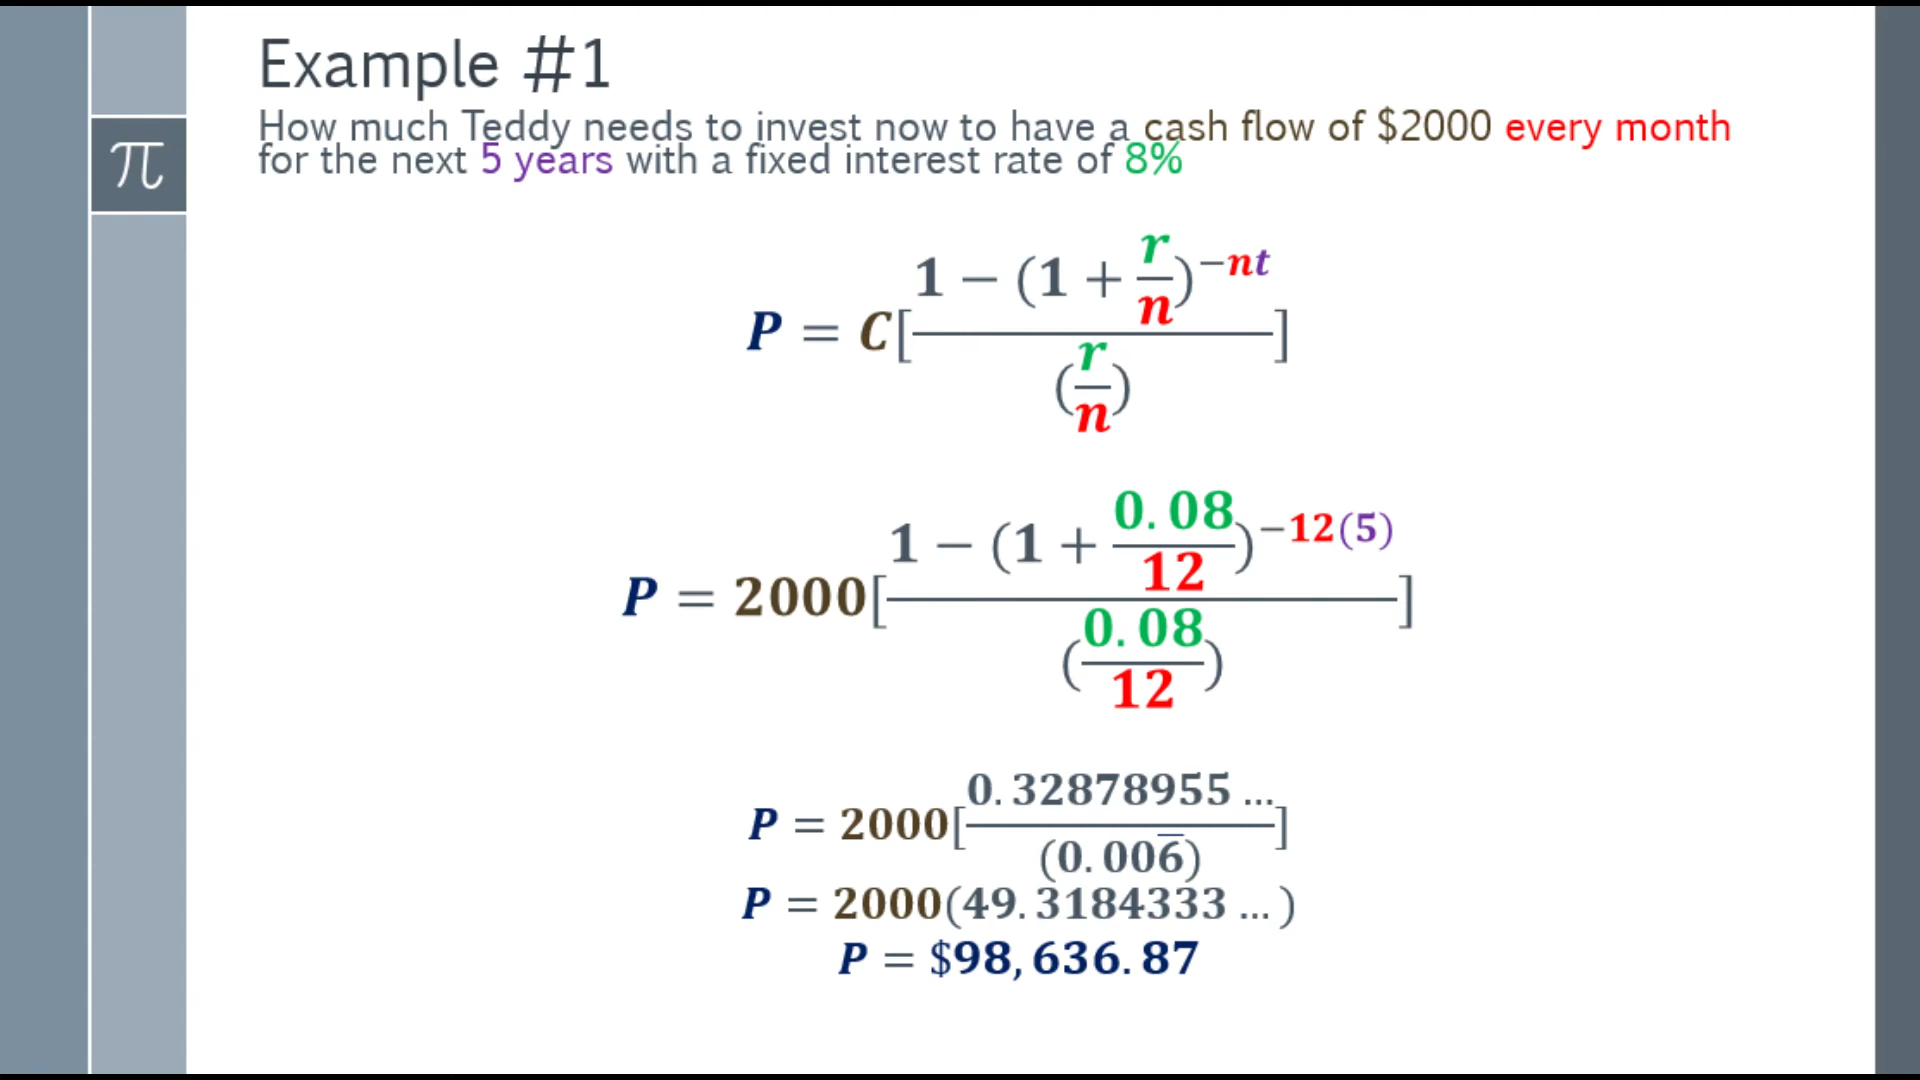 Example #1
π
How much Teddy needs to invest now to have a cash flow of $2000 every month
for the next 5 years with a fixed interest rate of 8%
P = C[(1 − (1 + r/n)^−nt)/(r/n)]
P = 2000[(1 − (1 + 0.08/12)^−12(5))/(0.08/12)]
P = 2000[0.32878955.../(0.006̅)]
P = 2000(49.3184333...)
P = $98,636.87